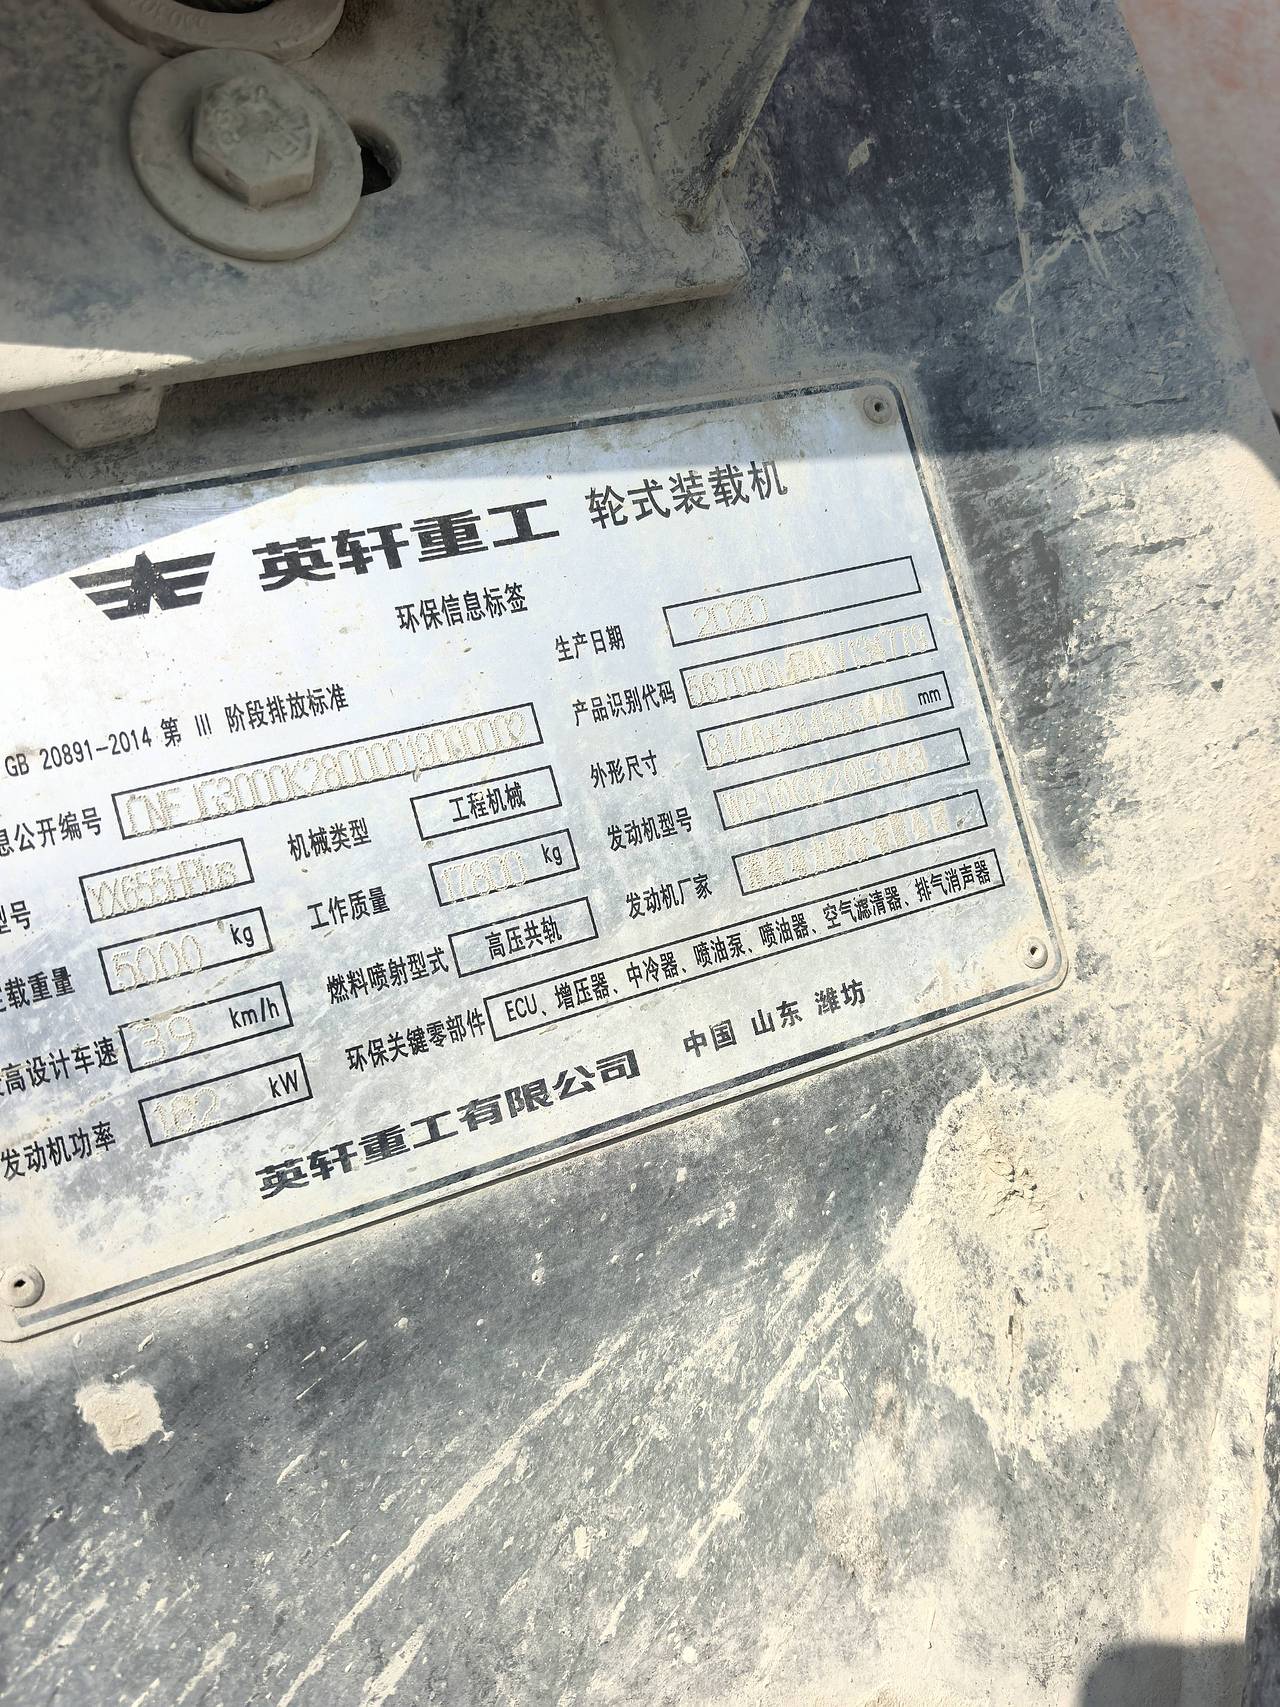 英轩重工 轮式装载机
环保信息标签
GB 20891-2014 第 III 阶段排放标准
生产日期 2020
息公开编号
产品识别代码
型号 YX655HPlus
机械类型 工程机械
外形尺寸 mm
载重量 5000 kg
工作质量 17800 kg
发动机型号
高设计车速 39 km/h
燃料喷射型式 高压共轨
发动机厂家
发动机功率 162 kW
环保关键零部件 ECU、增压器、中冷器、喷油泵、喷油器、空气滤清器、排气消声器
英轩重工有限公司 中国 山东 潍坊